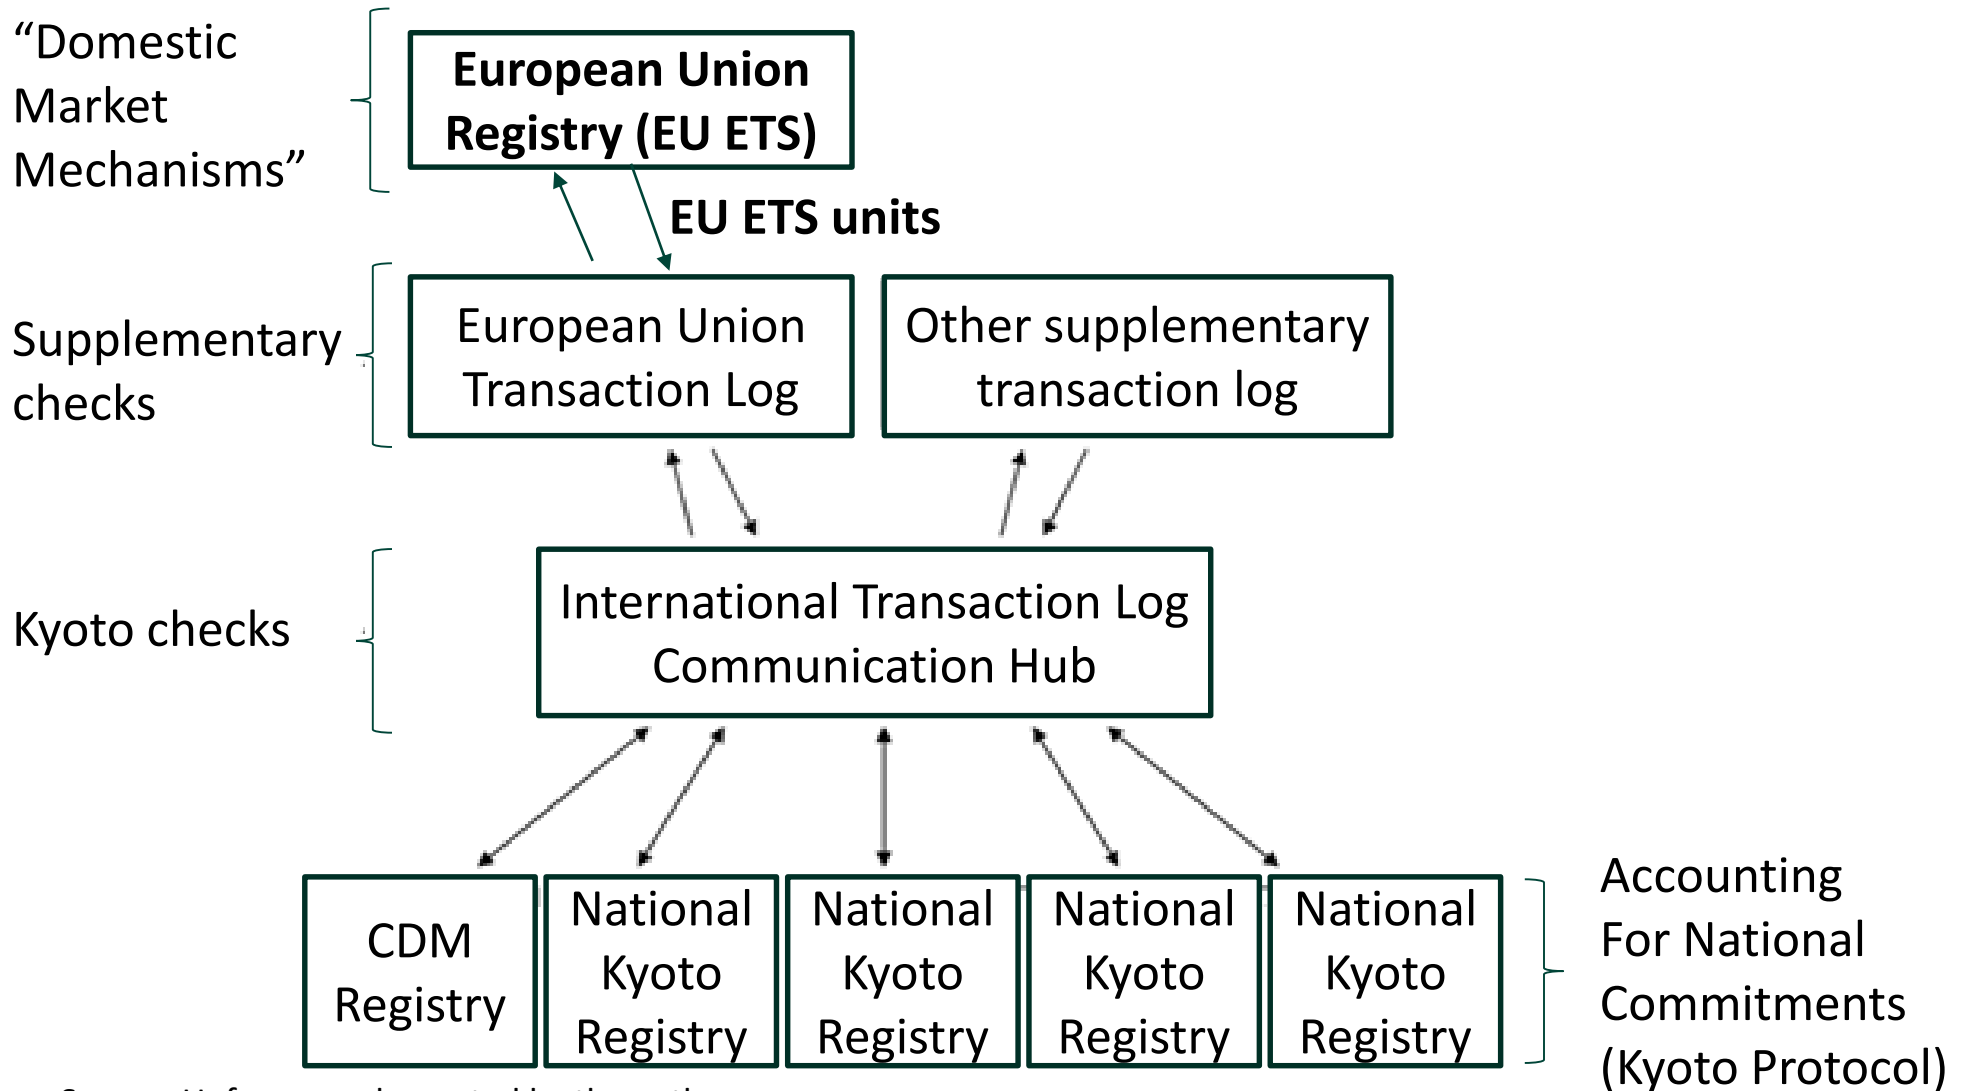 “Domestic
Market
Mechanisms”
European Union
Registry (EU ETS)
EU ETS units
Supplementary
checks
European Union
Transaction Log
Other supplementary
transaction log
Kyoto checks
International Transaction Log
Communication Hub
CDM
Registry
National
Kyoto
Registry
National
Kyoto
Registry
National
Kyoto
Registry
National
Kyoto
Registry
Accounting
For National
Commitments
(Kyoto Protocol)